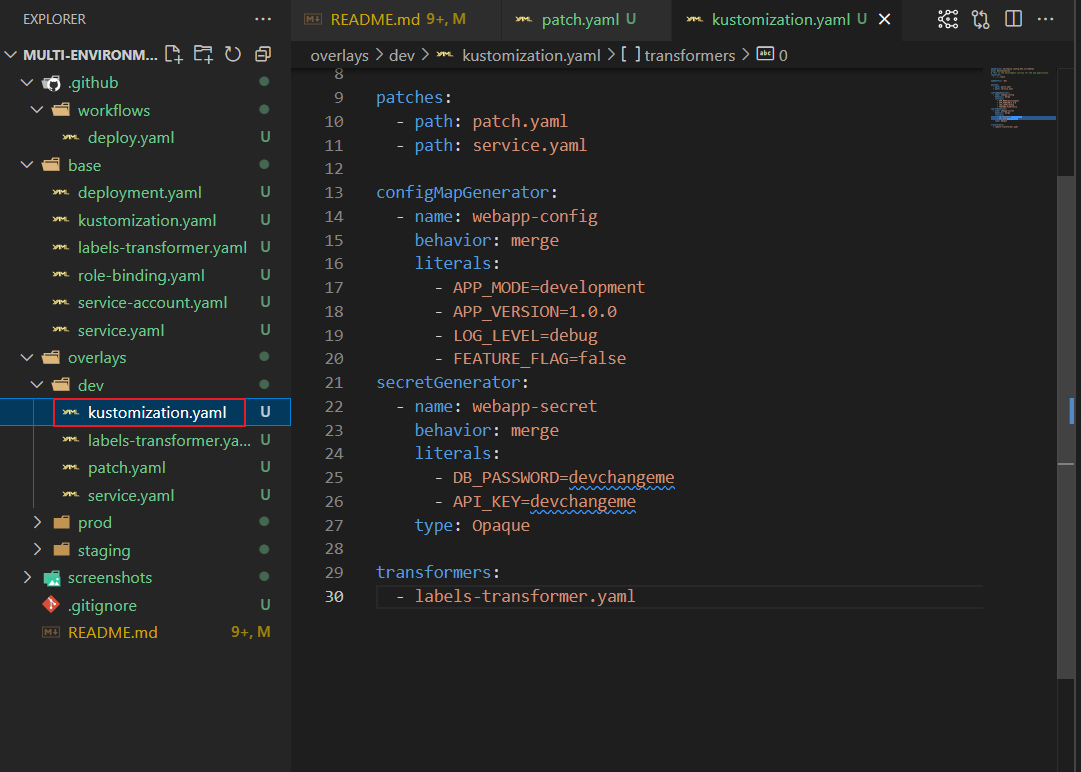 EXPLORER
MULTI-ENVIRONM...
.github
workflows
deploy.yaml U
base
deployment.yaml U
kustomization.yaml U
labels-transformer.yaml U
role-binding.yaml U
service-account.yaml U
service.yaml U
overlays
dev
kustomization.yaml U
labels-transformer.ya... U
patch.yaml U
service.yaml U
prod
staging
screenshots
.gitignore U
README.md 9+, M
README.md 9+, M patch.yaml U kustomization.yaml U
overlays > dev > kustomization.yaml > [ ] transformers > abc 0
8
9 patches:
10 - path: patch.yaml
11 - path: service.yaml
12
13 configMapGenerator:
14 - name: webapp-config
15 behavior: merge
16 literals:
17 - APP_MODE=development
18 - APP_VERSION=1.0.0
19 - LOG_LEVEL=debug
20 - FEATURE_FLAG=false
21 secretGenerator:
22 - name: webapp-secret
23 behavior: merge
24 literals:
25 - DB_PASSWORD=devchangeme
26 - API_KEY=devchangeme
27 type: Opaque
28
29 transformers:
30 - labels-transformer.yaml